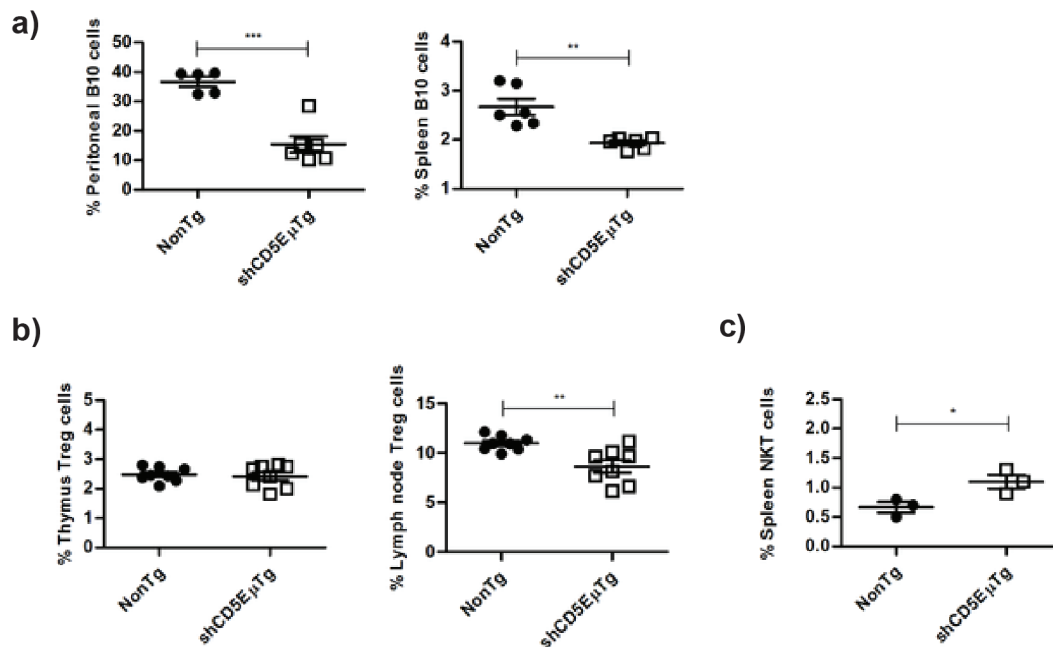 a)
% Peritoneal B10 cells
50
40
30
20
10
0
***
NonTg
shCD5EµTg
% Spleen B10 cells
4
3
2
1
**
NonTg
shCD5EµTg
b)
% Thymus Treg cells
5
4
3
2
1
0
NonTg
shCD5EµTg
% Lymph node Treg cells
15
10
5
0
**
NonTg
shCD5EµTg
c)
% Spleen NKT cells
2.5
2.0
1.5
1.0
0.5
0.0
*
NonTg
shCD5EµTg